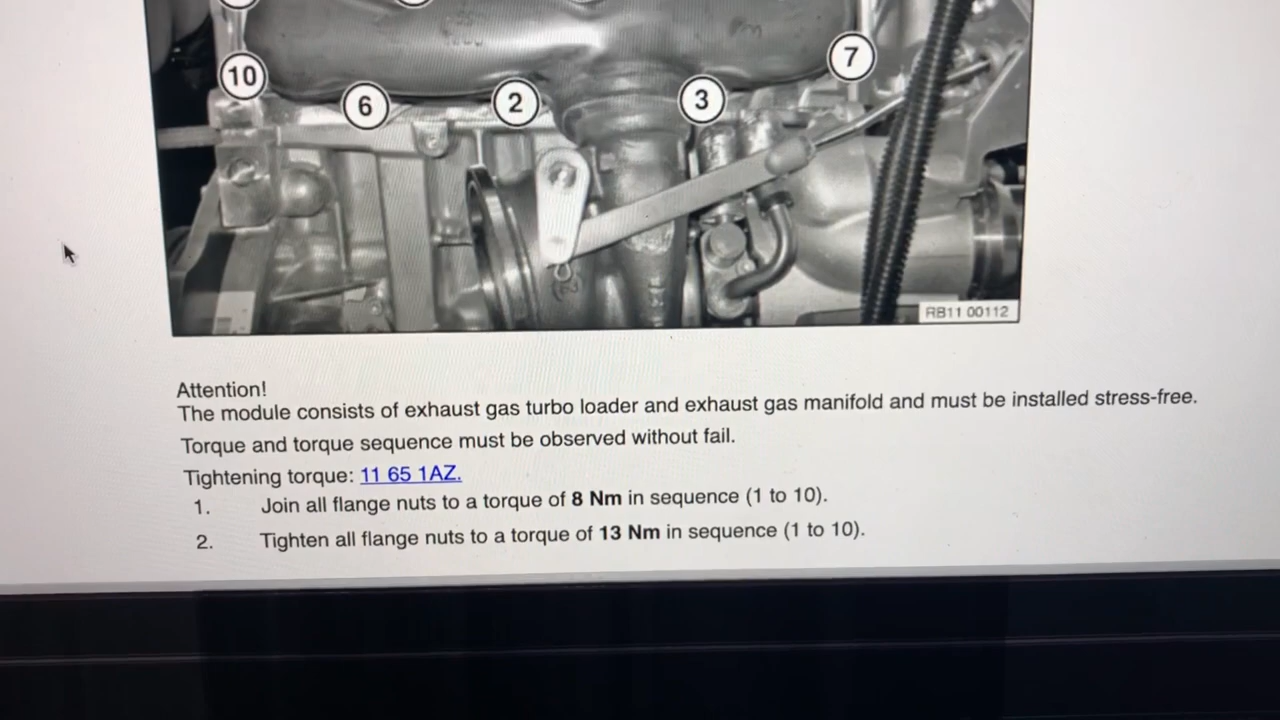 10
6
2
3
7
RB11 00112
Attention!
The module consists of exhaust gas turbo loader and exhaust gas manifold and must be installed stress-free.
Torque and torque sequence must be observed without fail.
Tightening torque: 11 65 1AZ.
1. Join all flange nuts to a torque of 8 Nm in sequence (1 to 10).
2. Tighten all flange nuts to a torque of 13 Nm in sequence (1 to 10).